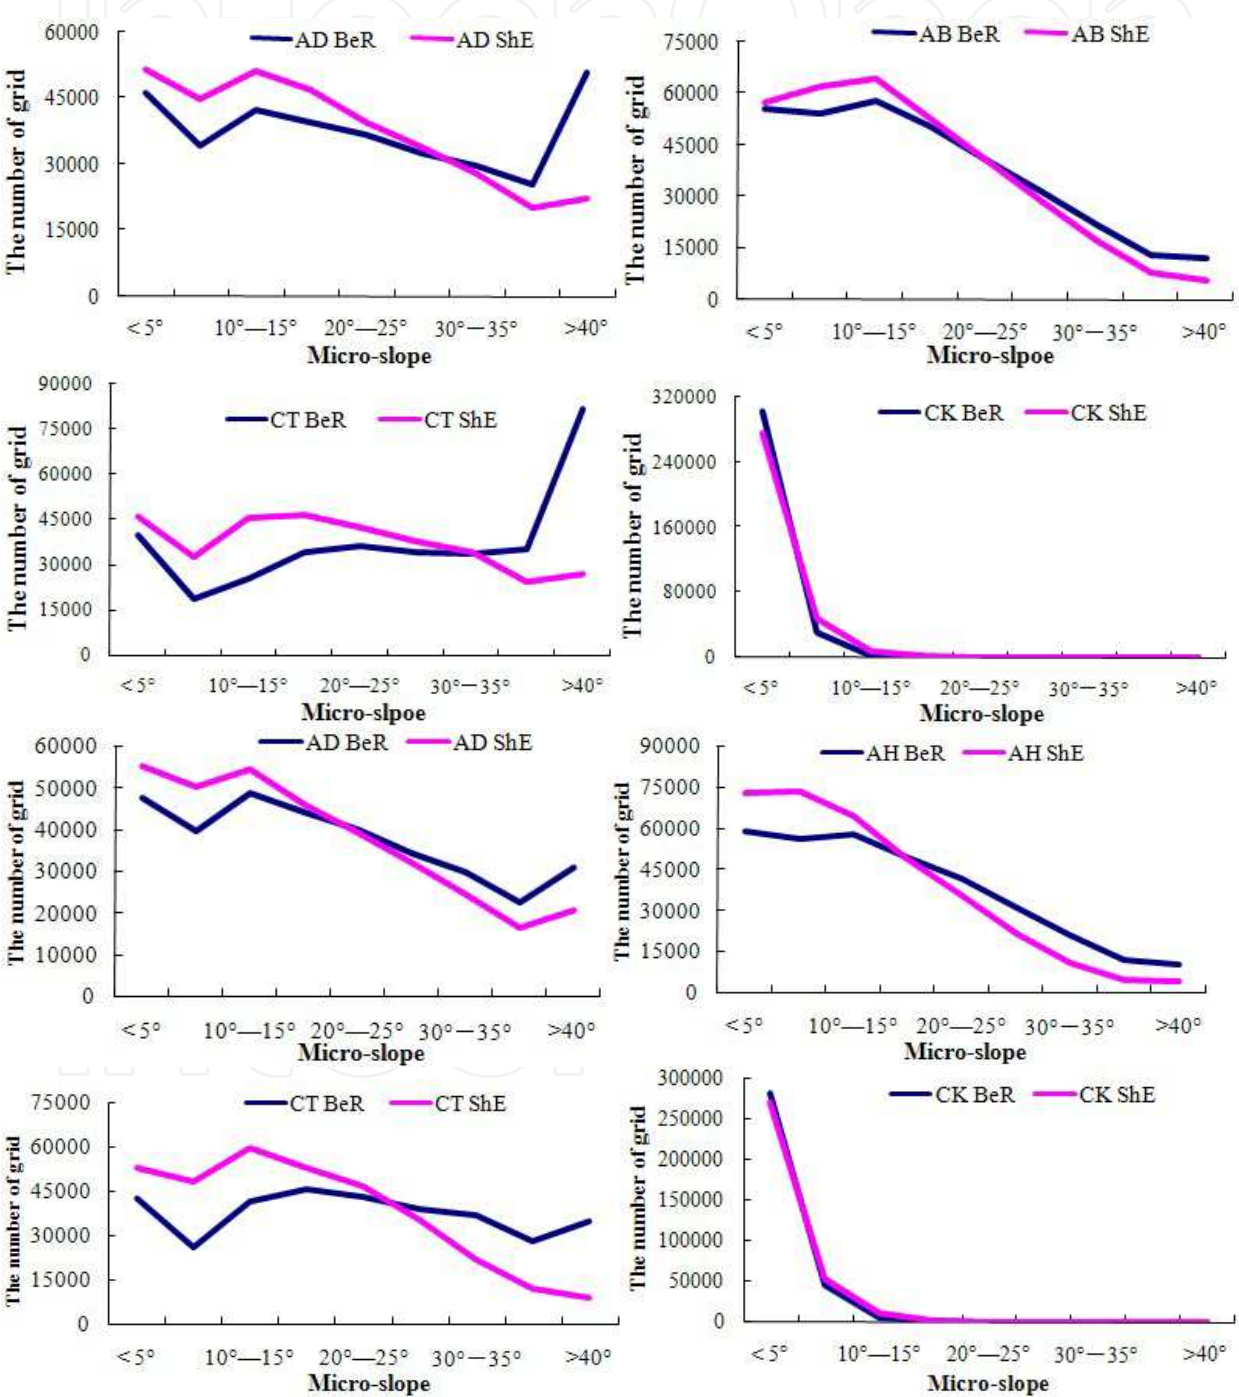 AD BeR AD ShE
The number of grid
60000
45000
30000
15000
0
<5° 10°—15° 20°—25° 30°—35° >40°
Micro-slope
AB BeR AB ShE
The number of grid
75000
60000
45000
30000
15000
0
<5° 10°—15° 20°—25° 30°—35° >40°
Micro-slpoe
CT BeR CT ShE
The number of grid
90000
75000
60000
45000
30000
15000
0
<5° 10°—15° 20°—25° 30°—35° >40°
Micro-slpoe
CK BeR CK ShE
The number of grid
320000
240000
160000
80000
0
<5° 10°—15° 20°—25° 30°—35° >40°
Micro-slope
AD BeR AD ShE
The number of grid
60000
50000
40000
30000
20000
10000
0
<5° 10°—15° 20°—25° 30°—35° >40°
Micro-slope
AH BeR AH ShE
The number of grid
90000
75000
60000
45000
30000
15000
0
<5° 10°—15° 20°—25° 30°—35° >40°
Micro-slope
CT BeR CT ShE
The number of grid
75000
60000
45000
30000
15000
0
<5° 10°—15° 20°—25° 30°—35° >40°
Micro-slope
CK BeR CK ShE
The number of grid
300000
250000
200000
150000
100000
50000
0
<5° 10°—15° 20°—25° 30°—35° >40°
Micro-slope